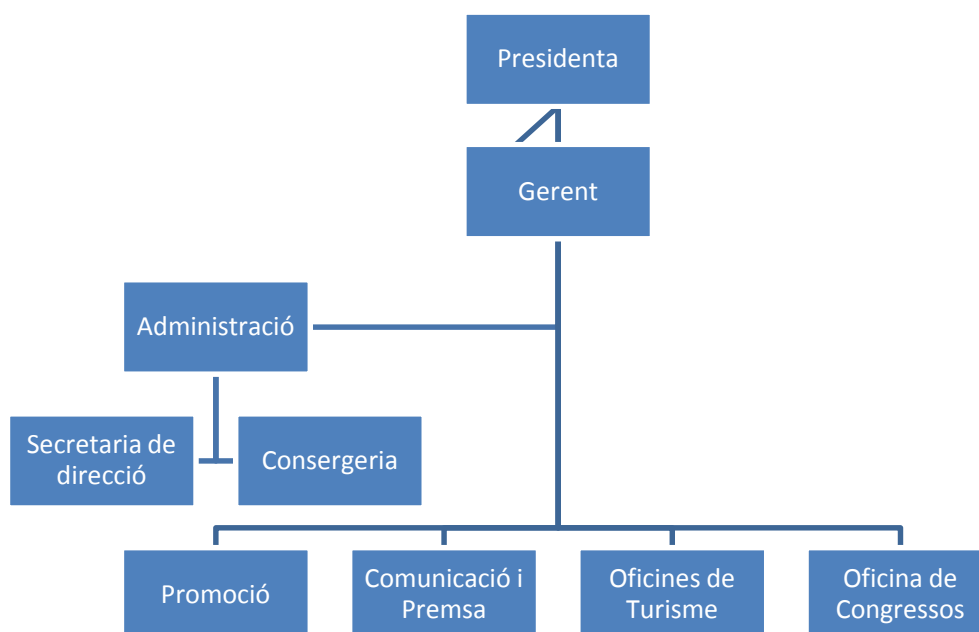 Presidenta
Gerent
Administració
Secretaria de
direcció
Consergeria
Promoció
Comunicació i
Premsa
Oficines de
Turisme
Oficina de
Congressos